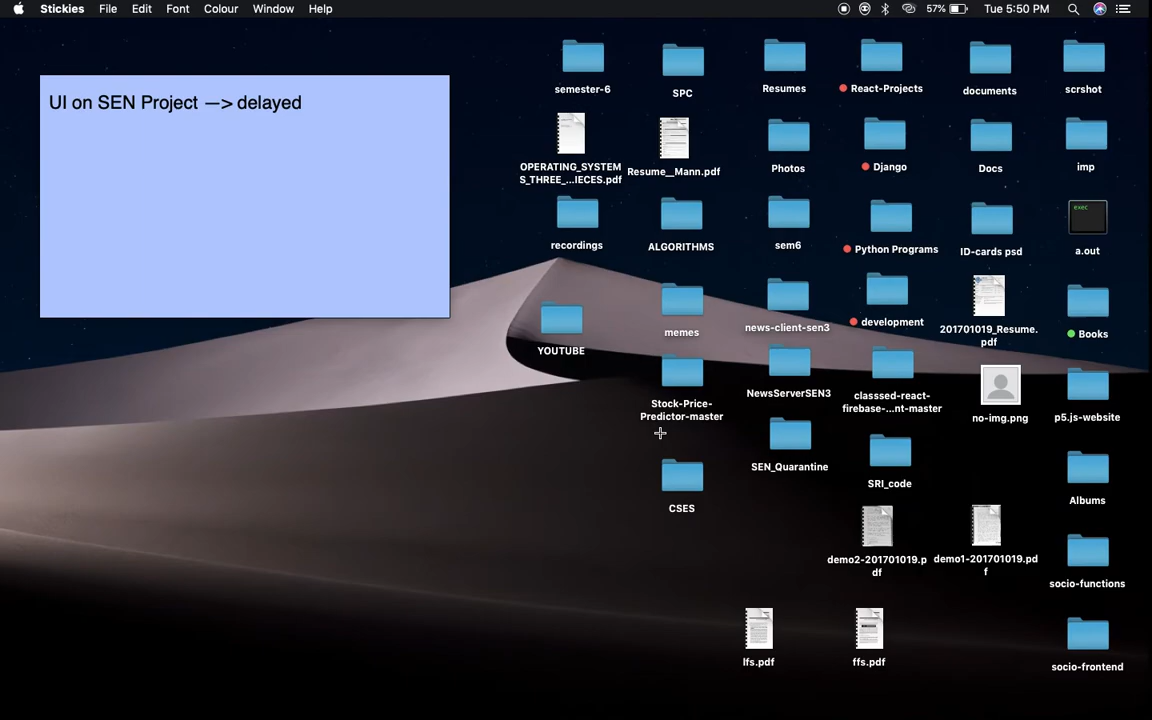 Stickies File Edit Font Colour Window Help 57% Tue 5:50 PM
UI on SEN Project —> delayed
semester-6
SPC
Resumes
React-Projects
documents
scrshot
OPERATING_SYSTEM
S_THREE_...IECES.pdf
Resume__Mann.pdf
Photos
Django
Docs
imp
recordings
ALGORITHMS
sem6
Python Programs
ID-cards psd
exec
a.out
YOUTUBE
memes
news-client-sen3
development
201701019_Resume.
pdf
Books
Stock-Price-
Predictor-master
NewsServerSEN3
classsed-react-
firebase-...nt-master
no-img.png
p5.js-website
CSES
SEN_Quarantine
SRI_code
Albums
demo2-201701019.p
df
demo1-201701019.pd
f
socio-functions
lfs.pdf
ffs.pdf
socio-frontend